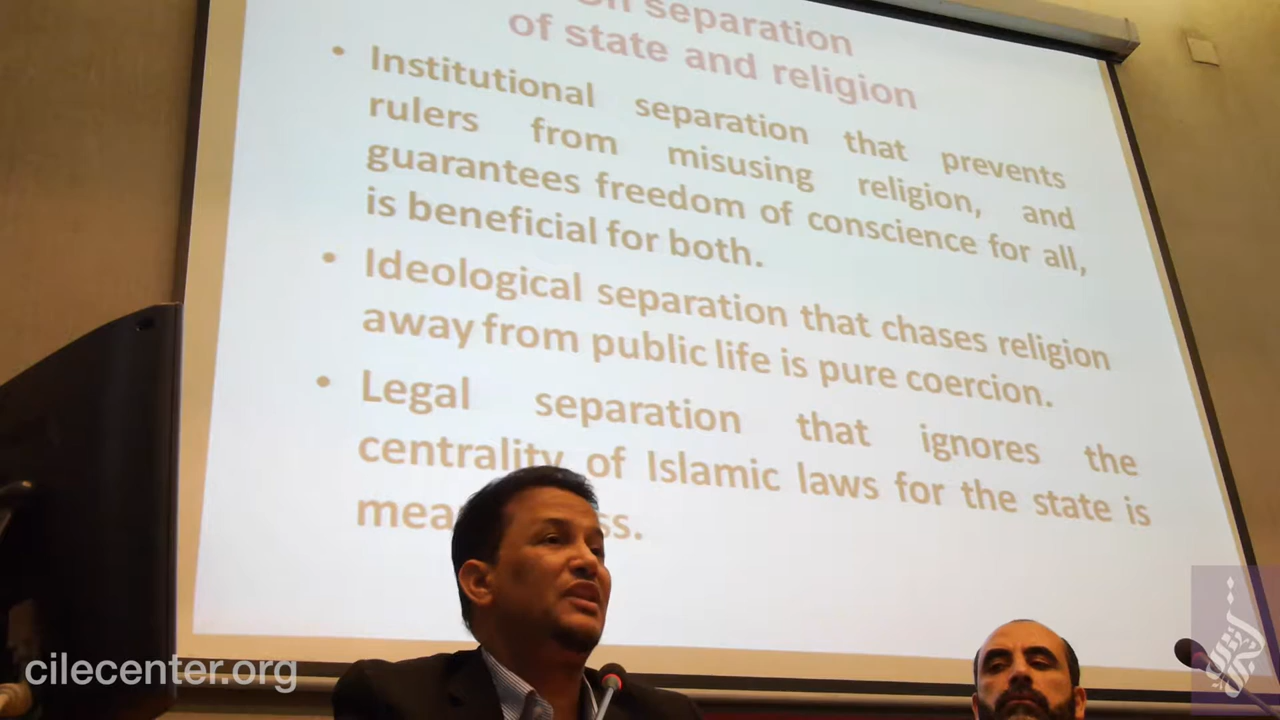 separation
of state and religion
• Institutional separation that prevents
rulers from misusing religion, and
guarantees freedom of conscience for all,
is beneficial for both.
• Ideological separation that chases religion
away from public life is pure coercion.
• Legal separation that ignores the
centrality of Islamic laws for the state is
cilecenter.org